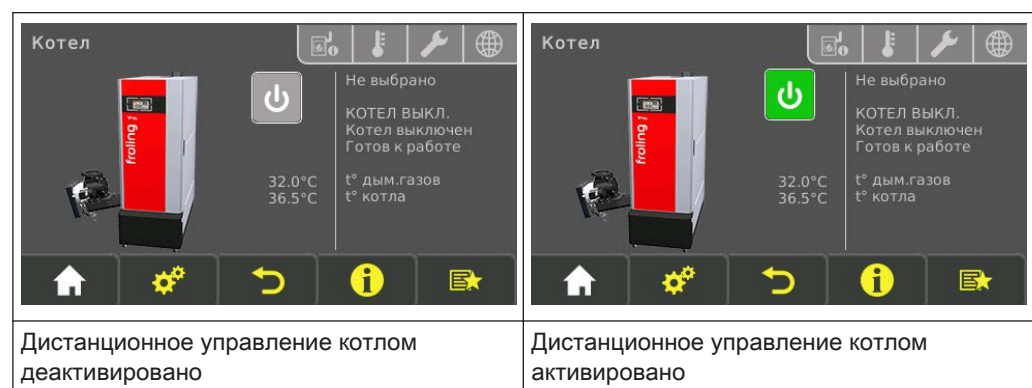 Котел
Не выбрано
КОТЕЛ ВЫКЛ.
Котел выключен
Готов к работе
32.0°C t° дым.газов
36.5°C t° котла
froling
Дистанционное управление котлом
деактивировано
Котел
Не выбрано
КОТЕЛ ВЫКЛ.
Котел выключен
Готов к работе
32.0°C t° дым.газов
36.5°C t° котла
froling
Дистанционное управление котлом
активировано